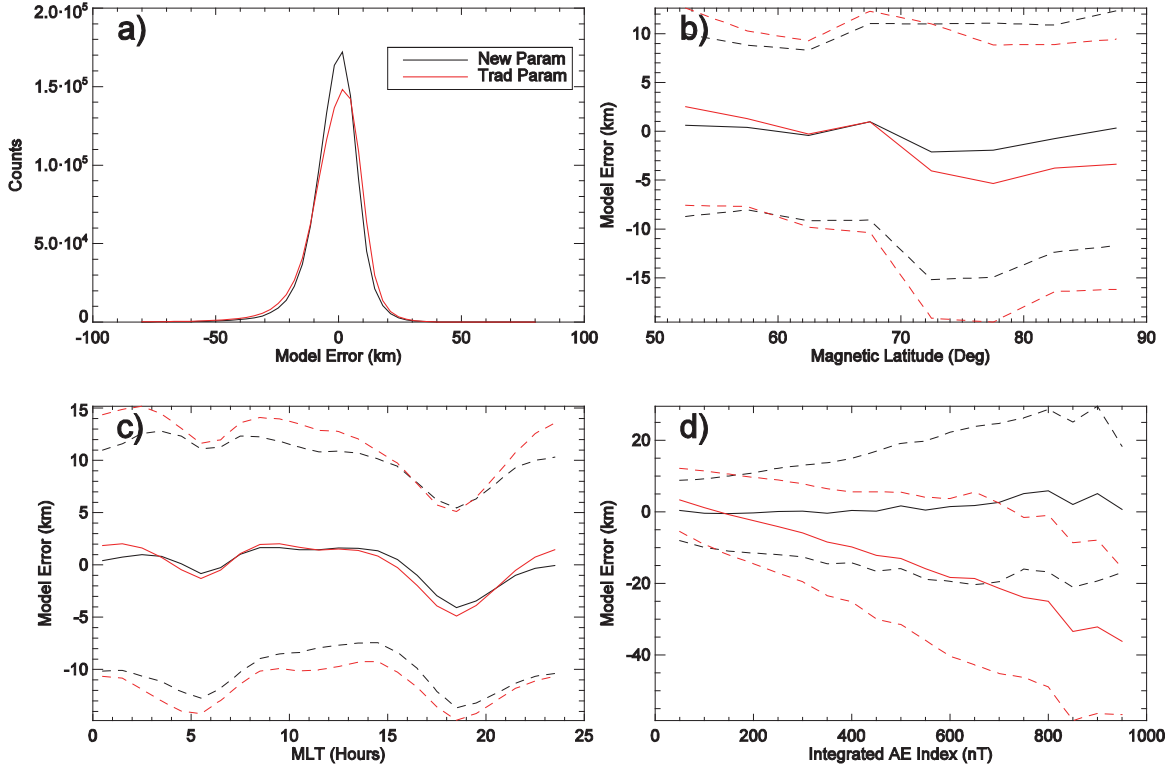 a)
2.0·10⁵
1.5·10⁵
1.0·10⁵
5.0·10⁴
0
Counts
-100 -50 0 50 100
Model Error (km)
New Param
Trad Param
b)
10
5
0
-5
-10
-15
Model Error (km)
50 60 70 80 90
Magnetic Latitude (Deg)
c)
15
10
5
0
-5
-10
Model Error (km)
0 5 10 15 20 25
MLT (Hours)
d)
20
0
-20
-40
Model Error (km)
0 200 400 600 800 1000
Integrated AE Index (nT)